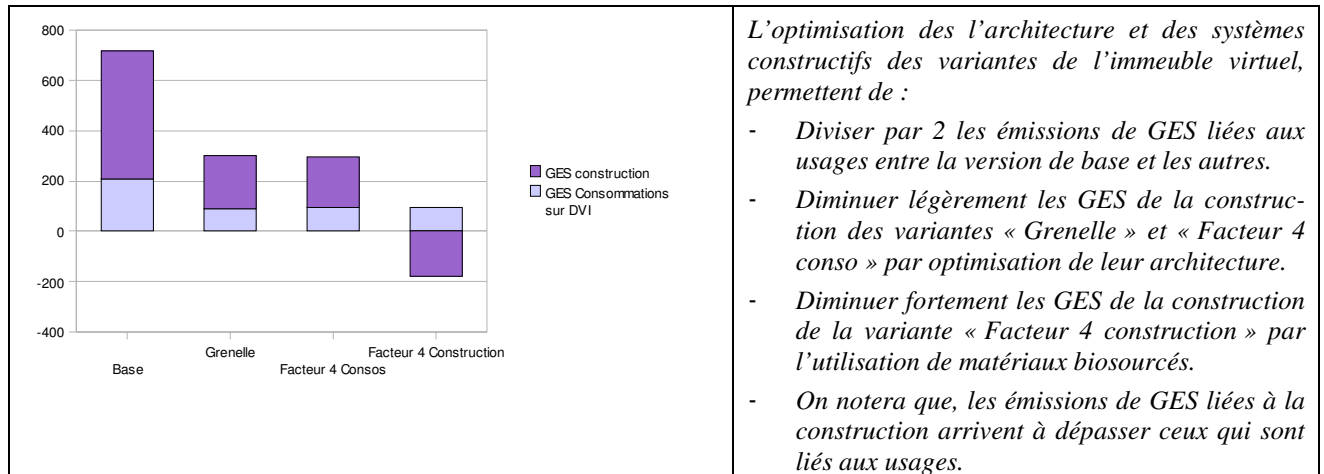 800
600
400
200
0
-200
-400
Base
Grenelle
Facteur 4 Consos
Facteur 4 Construction
GES construction
GES Consommations
sur DVI
L’optimisation des l’architecture et des systèmes
constructifs des variantes de l’immeuble virtuel,
permettent de :
- Diviser par 2 les émissions de GES liées aux
usages entre la version de base et les autres.
- Diminuer légèrement les GES de la construc-
tion des variantes « Grenelle » et « Facteur 4
conso » par optimisation de leur architecture.
- Diminuer fortement les GES de la construction
de la variante « Facteur 4 construction » par
l’utilisation de matériaux biosourcés.
- On notera que, les émissions de GES liées à la
construction arrivent à dépasser ceux qui sont
liés aux usages.